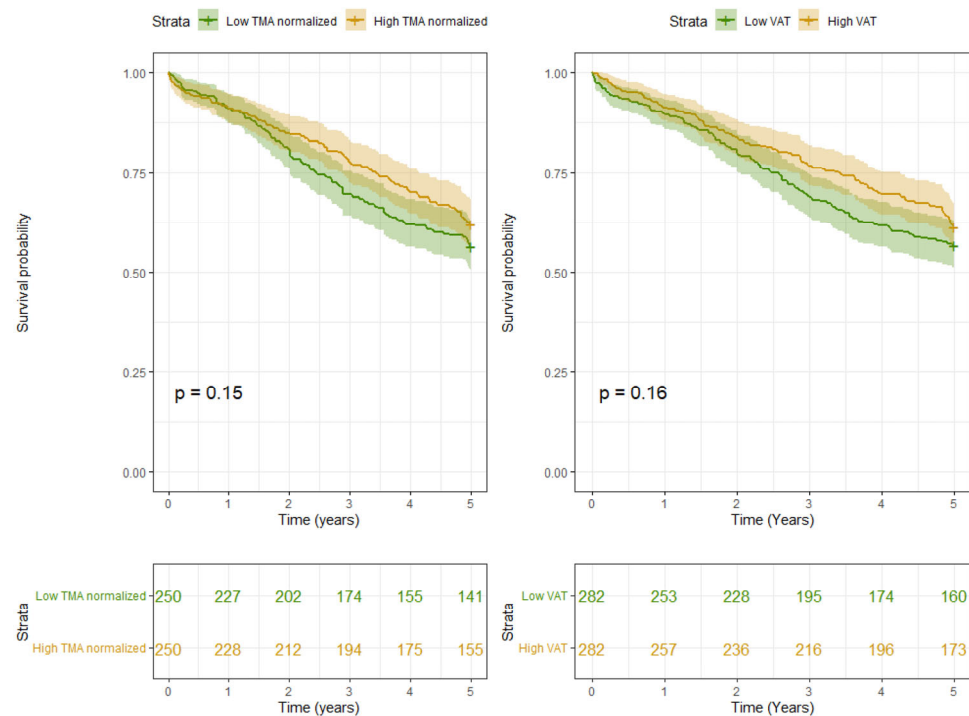 Strata Low TMA normalized High TMA normalized
1.00
0.75
0.50
0.25
0.00
Survival probability
p = 0.15
0 1 2 3 4 5
Time (years)
Strata
Low TMA normalized 250 227 202 174 155 141
High TMA normalized 250 228 212 194 175 155
0 1 2 3 4 5
Time (years)
Strata Low VAT High VAT
1.00
0.75
0.50
0.25
0.00
Survival probability
p = 0.16
0 1 2 3 4 5
Time (Years)
Strata
Low VAT 282 253 228 195 174 160
High VAT 282 257 236 216 196 173
0 1 2 3 4 5
Time (Years)